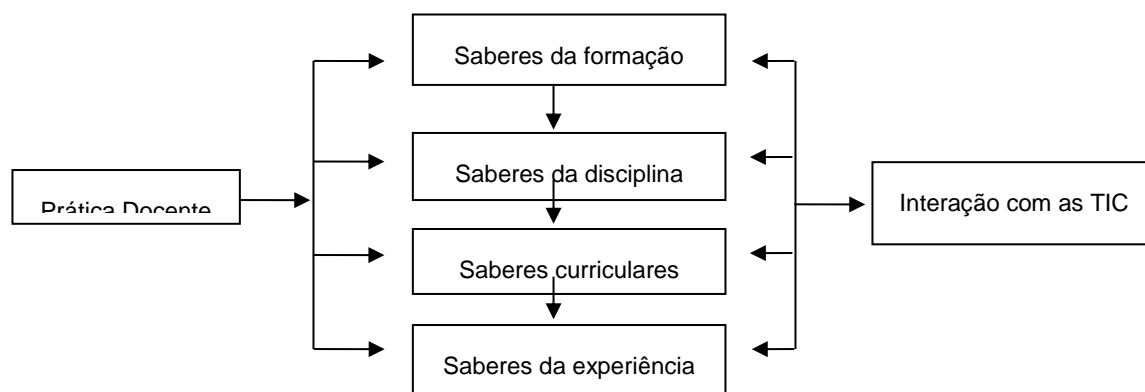 Saberes da formação
Saberes da disciplina
Prática Docente
Interação com as TIC
Saberes curriculares
Saberes da experiência